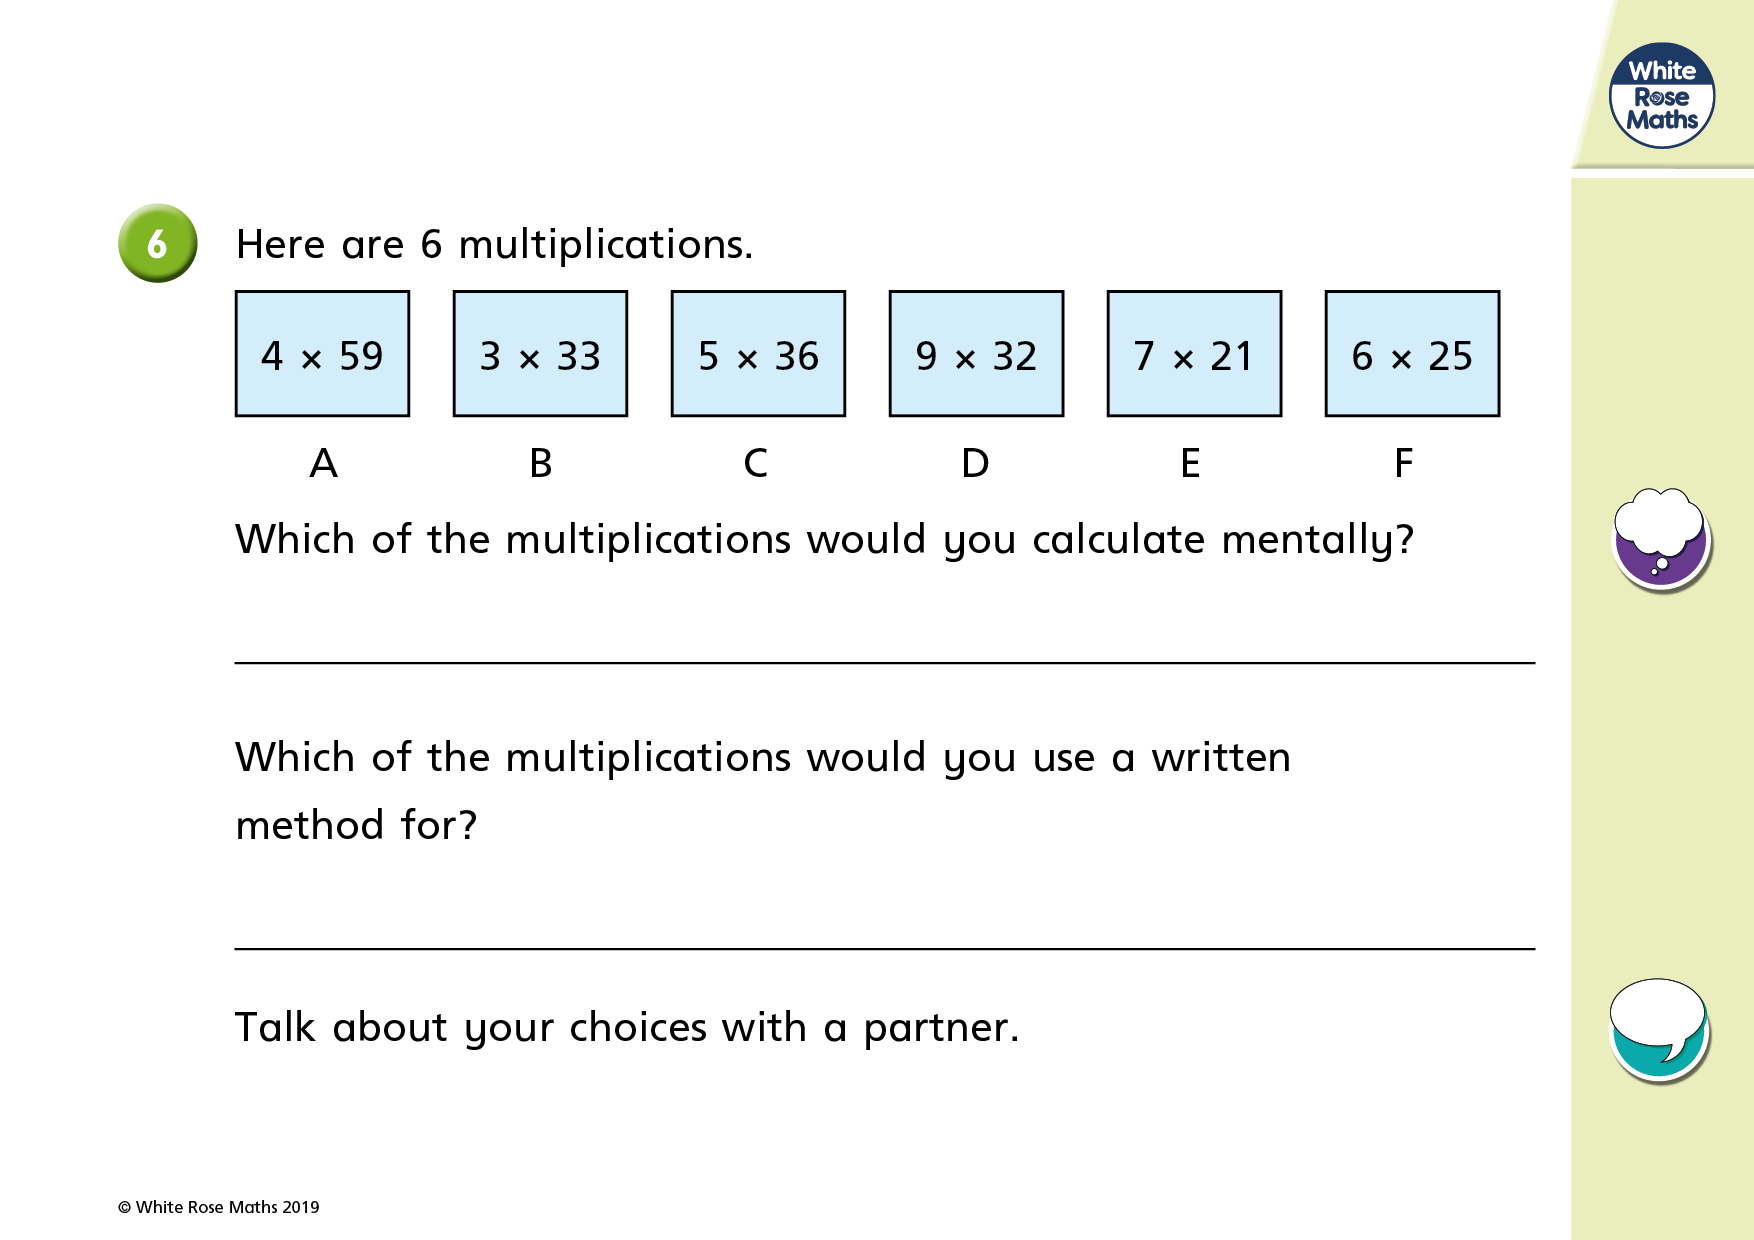 White
Rose
Maths
6 Here are 6 multiplications.
4 × 59 3 × 33 5 × 36 9 × 32 7 × 21 6 × 25
A B C D E F
Which of the multiplications would you calculate mentally?
Which of the multiplications would you use a written
method for?
Talk about your choices with a partner.
© White Rose Maths 2019